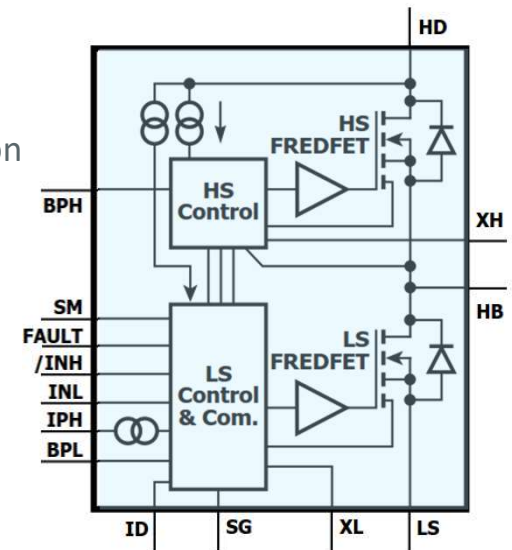 HD
on
HS
FREDFET
HS
Control
BPH
XH
HB
SM
FAULT
/INH
INL
IPH
BPL
LS
Control
& Com.
LS
FREDFET
ID
SG
XL
LS